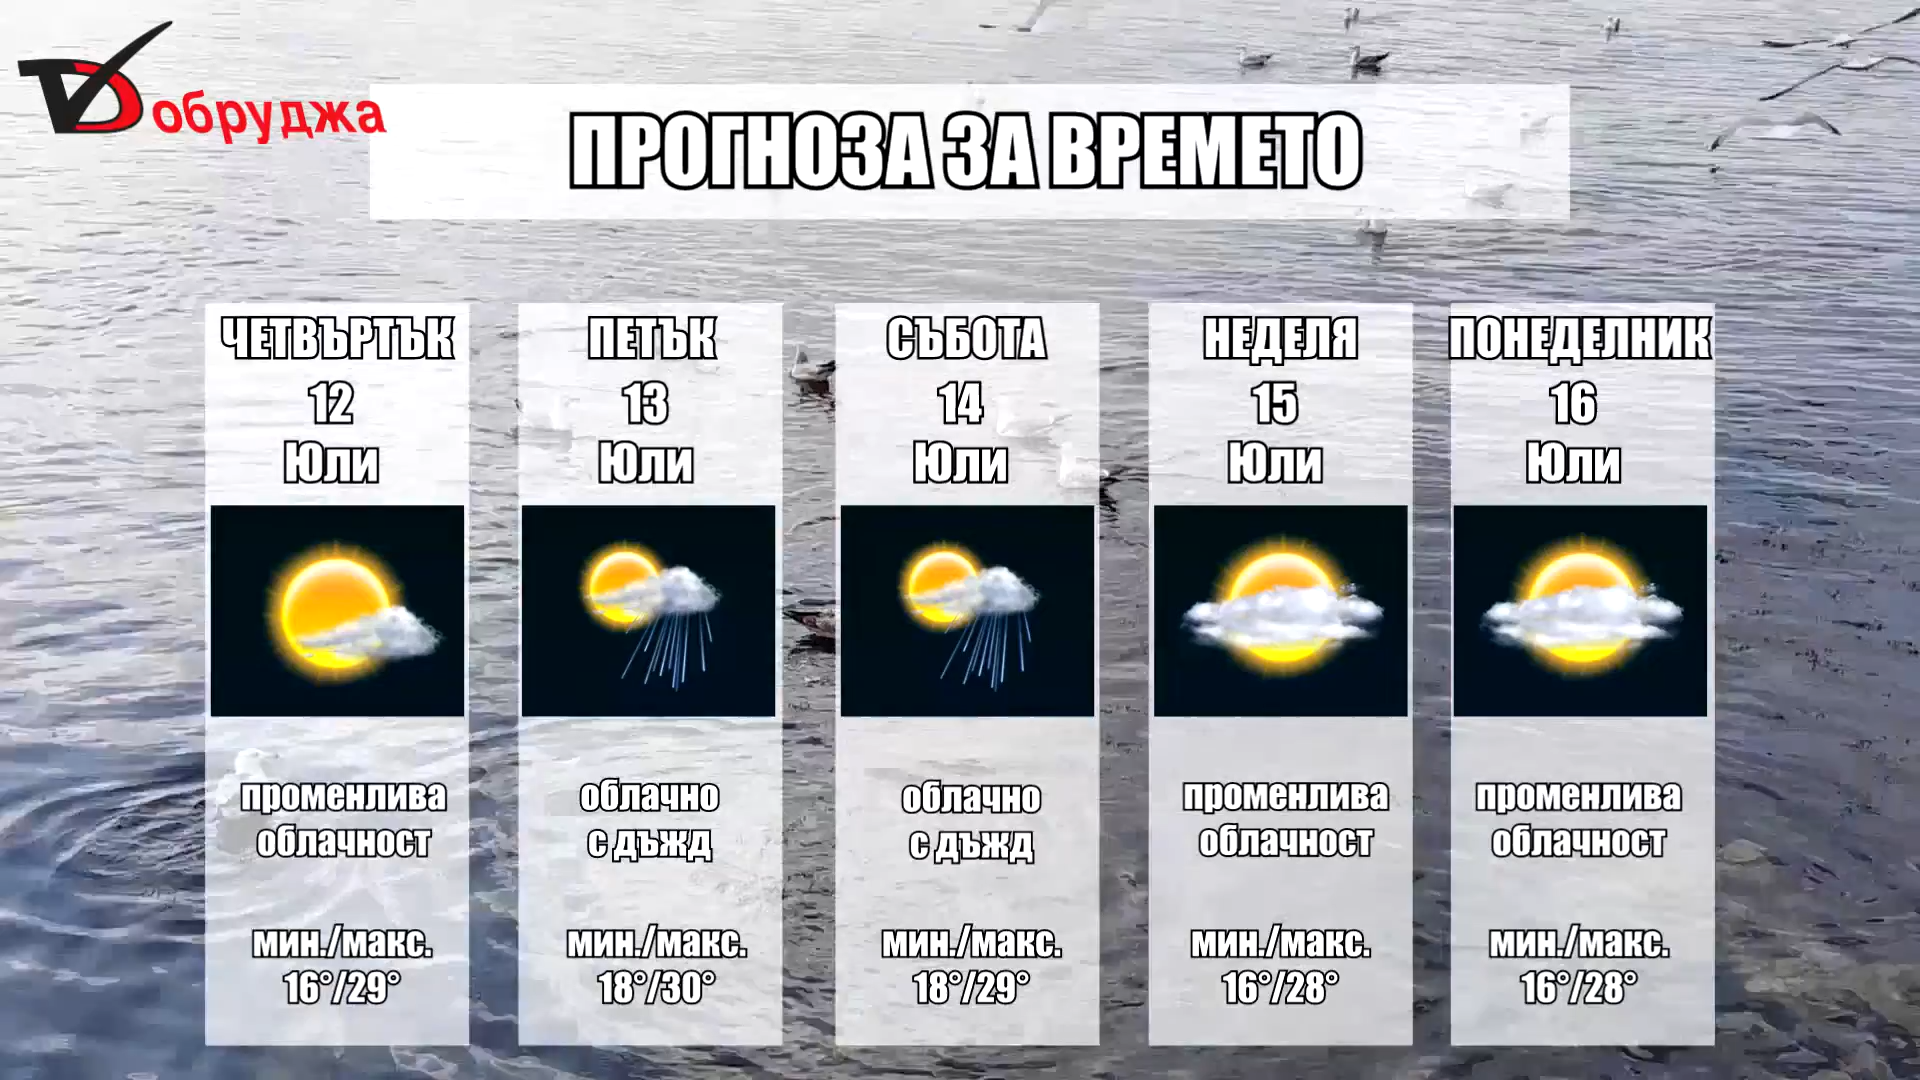 Добруджа
ПРОГНОЗА ЗА ВРЕМЕТО
ЧЕТВЪРТЪК
12
Юли
променлива
облачност
мин./макс.
16°/29°
ПЕТЪК
13
Юли
облачно
с дъжд
мин./макс.
18°/30°
СЪБОТА
14
Юли
облачно
с дъжд
мин./макс.
18°/29°
НЕДЕЛЯ
15
Юли
променлива
облачност
мин./макс.
16°/28°
ПОНЕДЕЛНИК
16
Юли
променлива
облачност
мин./макс.
16°/28°